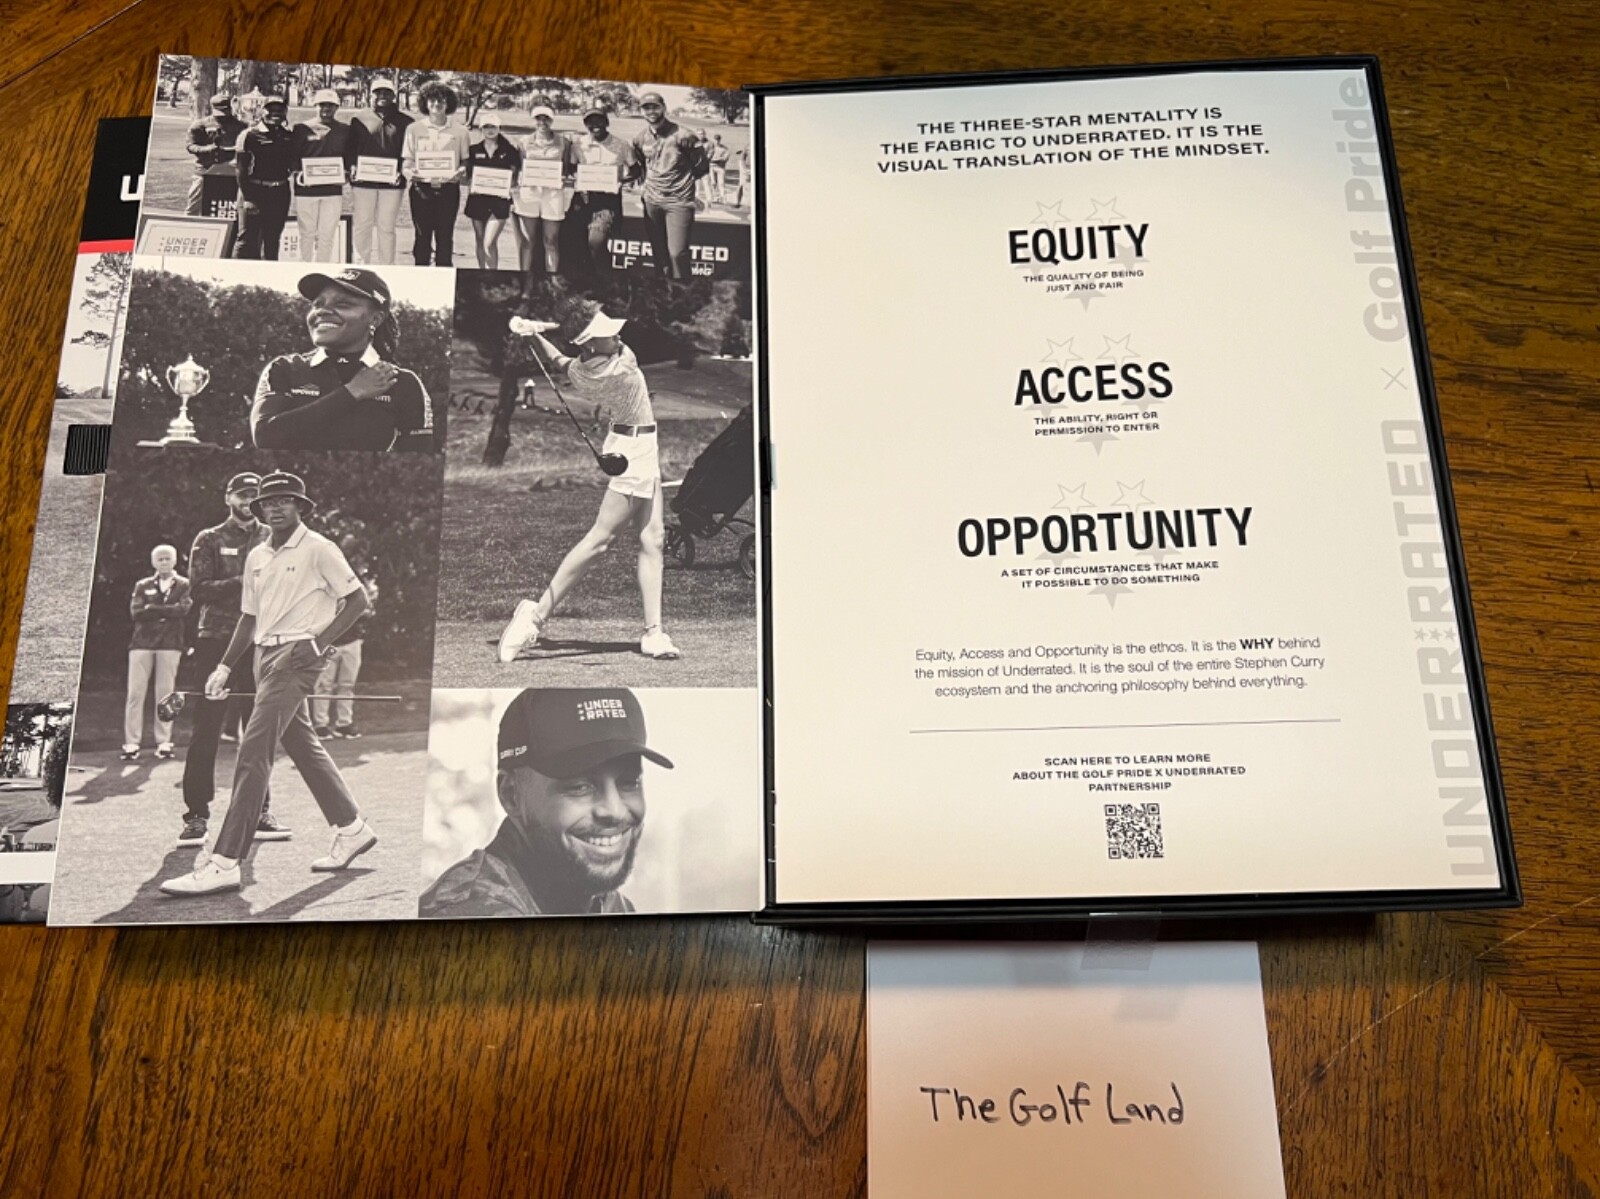 UNDER
RATED
UNDER
RATED
THE THREE-STAR MENTALITY IS
THE FABRIC TO UNDERRATED. IT IS THE
VISUAL TRANSLATION OF THE MINDSET.
EQUITY
THE QUALITY OF BEING
JUST AND FAIR
ACCESS
THE ABILITY, RIGHT OR
PERMISSION TO ENTER
OPPORTUNITY
A SET OF CIRCUMSTANCES THAT MAKE
IT POSSIBLE TO DO SOMETHING
Equity, Access and Opportunity is the ethos. It is the WHY behind
the mission of Underrated. It is the soul of the entire Stephen Curry
ecosystem and the anchoring philosophy behind everything.
SCAN HERE TO LEARN MORE
ABOUT THE GOLF PRIDE X UNDERRATED
PARTNERSHIP
UNDERRATED × Golf Pride
The Golf Land